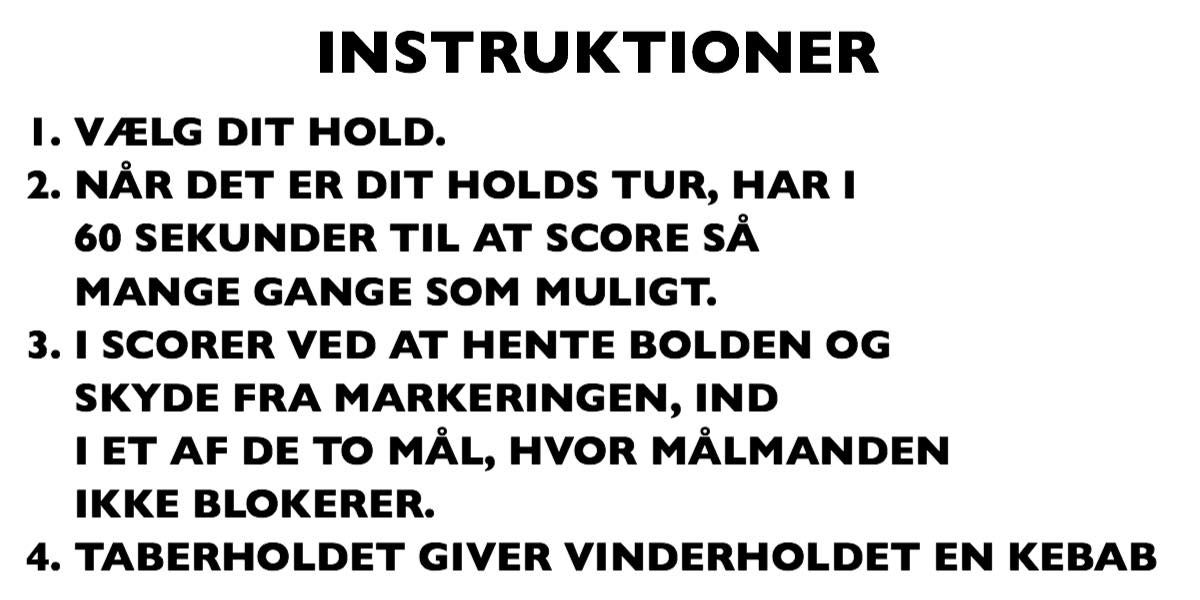 INSTRUKTIONER
1. VÆLG DIT HOLD.
2. NÅR DET ER DIT HOLDS TUR, HAR I
60 SEKUNDER TIL AT SCORE SÅ
MANGE GANGE SOM MULIGT.
3. I SCORER VED AT HENTE BOLDEN OG
SKYDE FRA MARKERINGEN, IND
I ET AF DE TO MÅL, HVOR MÅLMANDEN
IKKE BLOKERER.
4. TABERHOLDET GIVER VINDERHOLDET EN KEBAB